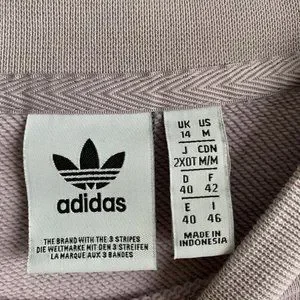 adidas
THE BRAND WITH THE 3 STRIPES
DIE WELTMARKE MIT DEN 3 STREIFEN
LA MARQUE AUX 3 BANDES
UK US
14 M
J CDN
2XOT M/M
D F
40 42
E I
40 46
MADE IN
INDONESIA